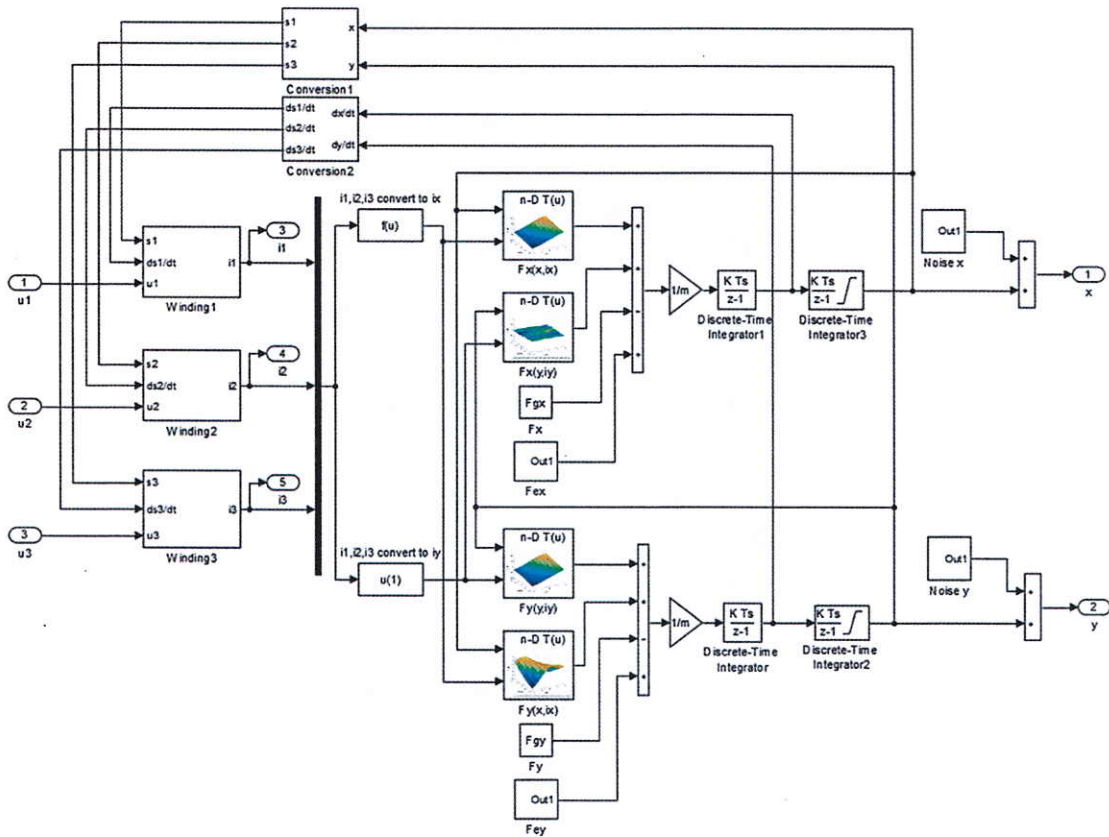 s1
s2
s3
x
y
Conversion1
ds1/dt
ds2/dt
ds3/dt
dx/dt
dy/dt
Conversion2
s1
ds1/dt
u1
i1
Winding1
1
u1
3
i1
s2
ds2/dt
u2
i2
Winding2
2
u2
4
i2
s3
ds3/dt
u3
i3
Winding3
3
u3
5
i3
i1,i2,i3 convert to ix
f(u)
i1,i2,i3 convert to iy
u(1)
n-D T(u)
Fx(x,ix)
n-D T(u)
Fx(y,iy)
Fgx
Fx
Out1
Fex
+
+
-
+
1/m
K Ts
z-1
Discrete-Time
Integrator1
K Ts
z-1
Discrete-Time
Integrator3
Out1
Noise x
+
+
1
x
n-D T(u)
Fy(y,iy)
n-D T(u)
Fy(x,ix)
Fgy
Fy
Out1
Fey
+
+
-
+
1/m
K Ts
z-1
Discrete-Time
Integrator
K Ts
z-1
Discrete-Time
Integrator2
Out1
Noise y
+
+
2
y